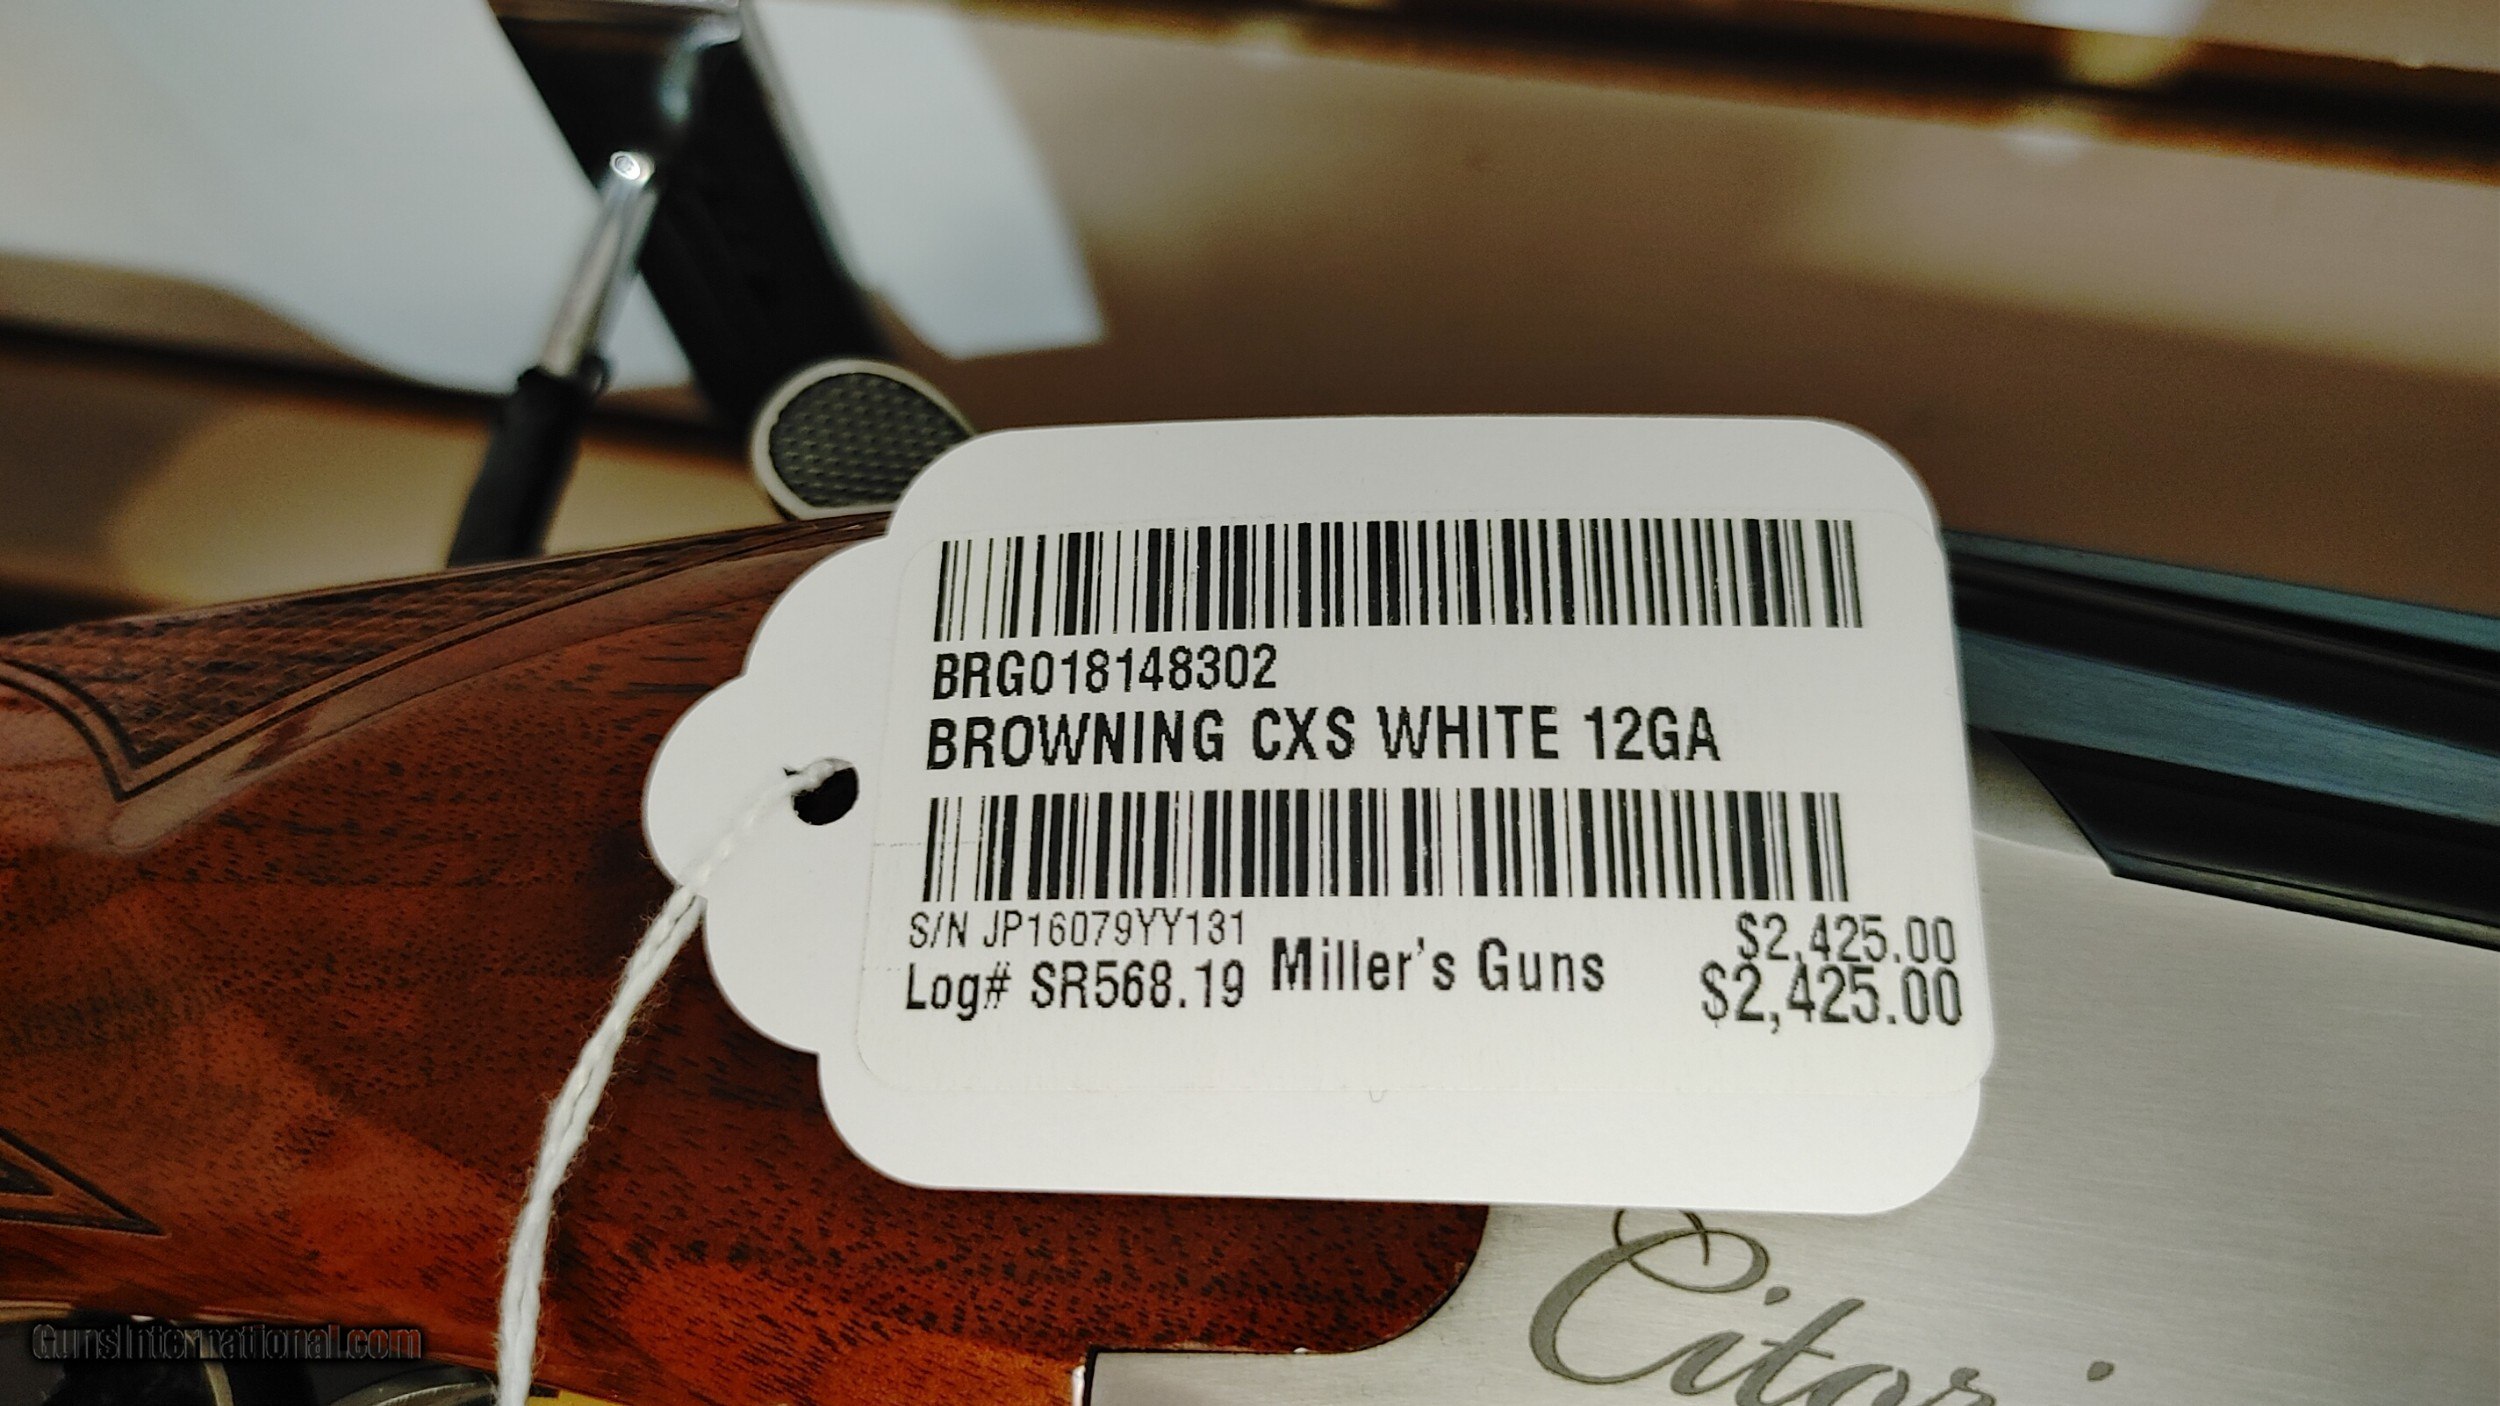 BRG018148302
BROWNING CXS WHITE 12GA
S/N JP16079YY131
$2,425.00
Log# SR568.19 Miller's Guns $2,425.00
Citori
GunsInternational.com